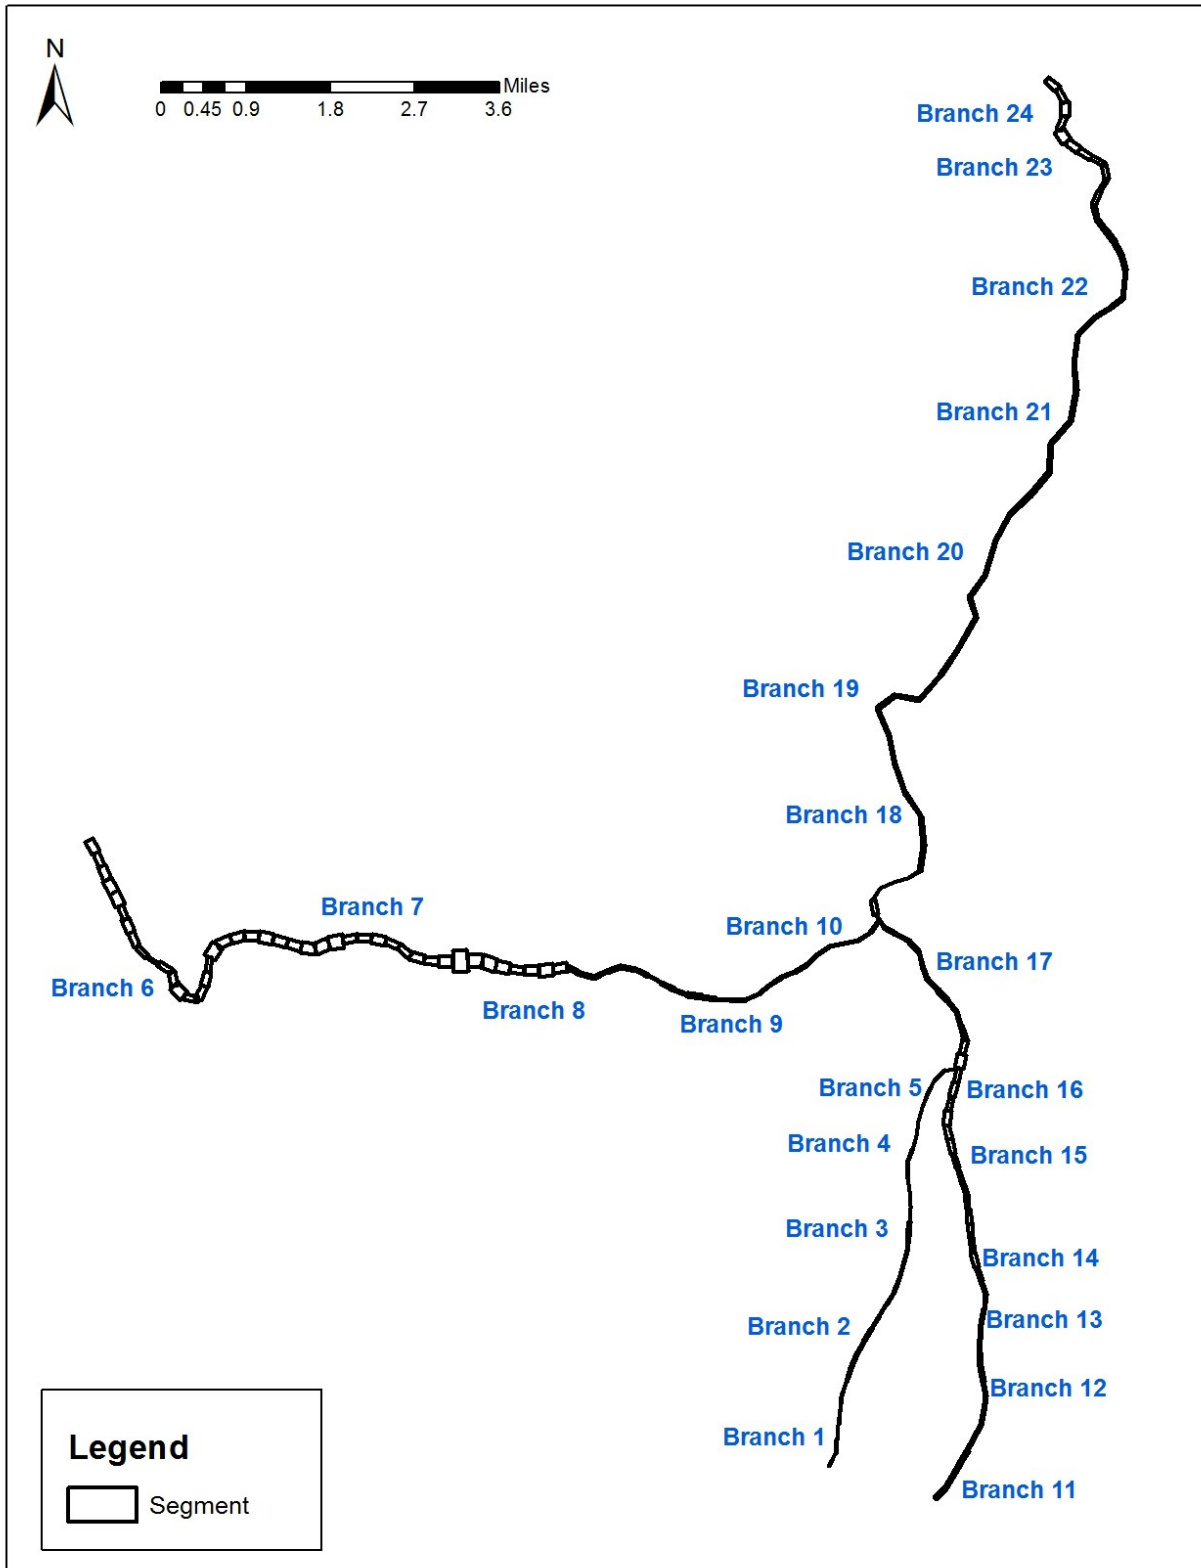 N
Miles
0 0.45 0.9 1.8 2.7 3.6
Branch 24
Branch 23
Branch 22
Branch 21
Branch 20
Branch 19
Branch 18
Branch 7
Branch 10
Branch 17
Branch 6
Branch 8
Branch 9
Branch 5
Branch 16
Branch 4
Branch 15
Branch 3
Branch 14
Branch 13
Branch 2
Branch 12
Branch 1
Branch 11
Legend
Segment